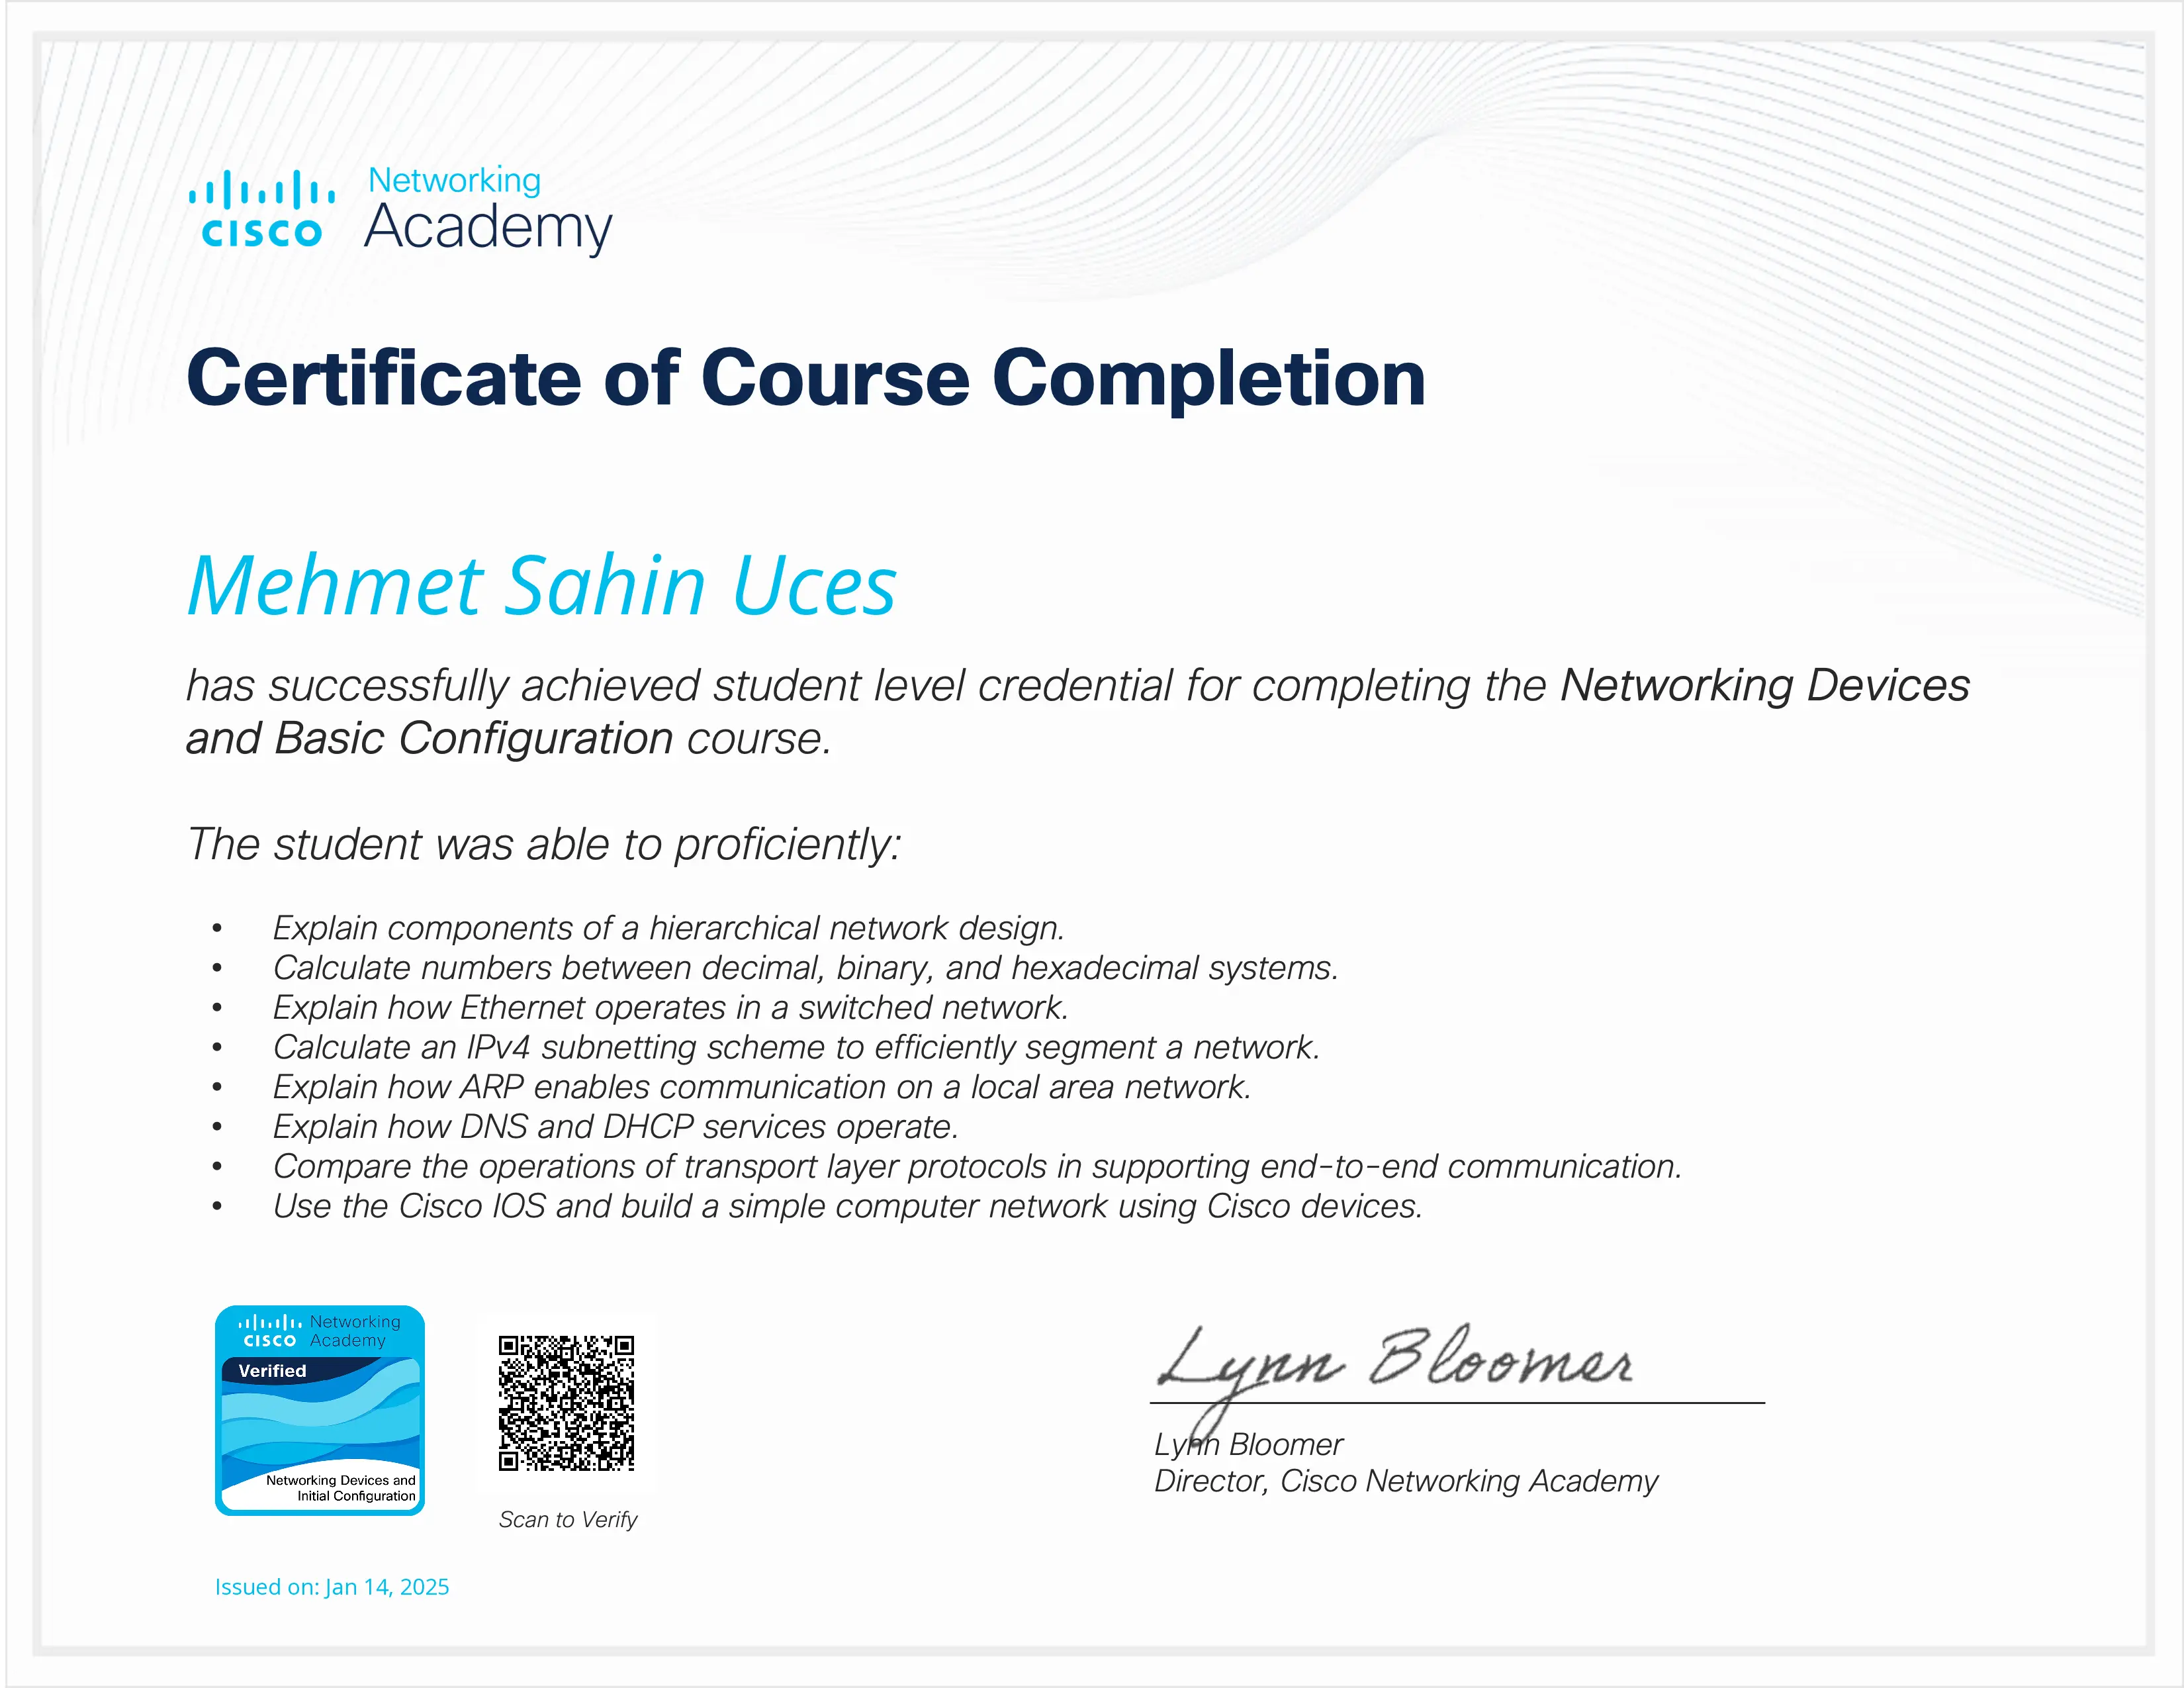 Networking
CISCO Academy
Certificate of Course Completion
Mehmet Sahin Uces
has successfully achieved student level credential for completing the Networking Devices
and Basic Configuration course.
The student was able to proficiently:
• Explain components of a hierarchical network design.
• Calculate numbers between decimal, binary, and hexadecimal systems.
• Explain how Ethernet operates in a switched network.
• Calculate an IPv4 subnetting scheme to efficiently segment a network.
• Explain how ARP enables communication on a local area network.
• Explain how DNS and DHCP services operate.
• Compare the operations of transport layer protocols in supporting end-to-end communication.
• Use the Cisco IOS and build a simple computer network using Cisco devices.
Networking
CISCO Academy
Verified
Networking Devices and
Initial Configuration
Scan to Verify
Lynn Bloomer
Lynn Bloomer
Director, Cisco Networking Academy
Issued on: Jan 14, 2025